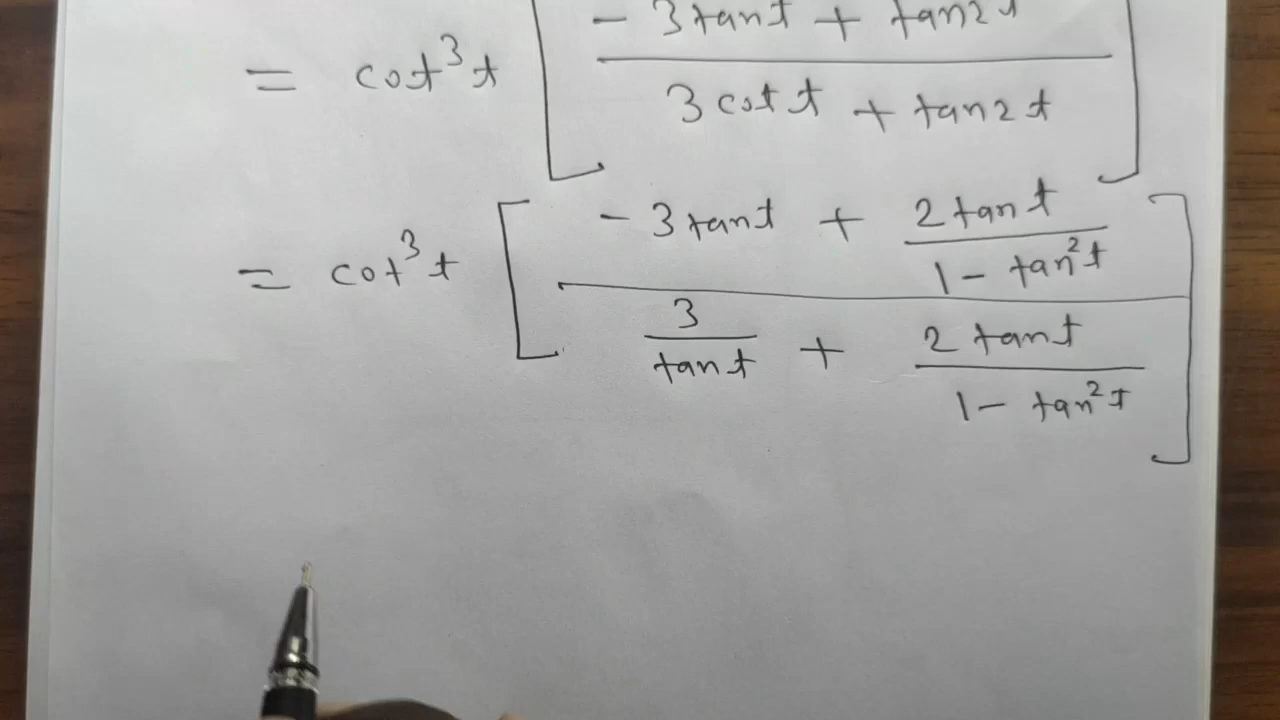 = cot³t [ - 3tant + tan2t
3cott + tan2t ]
= cot³t [ - 3tant + 2tant
1 - tan²t
3 + 2tant
tant 1 - tan²t ]